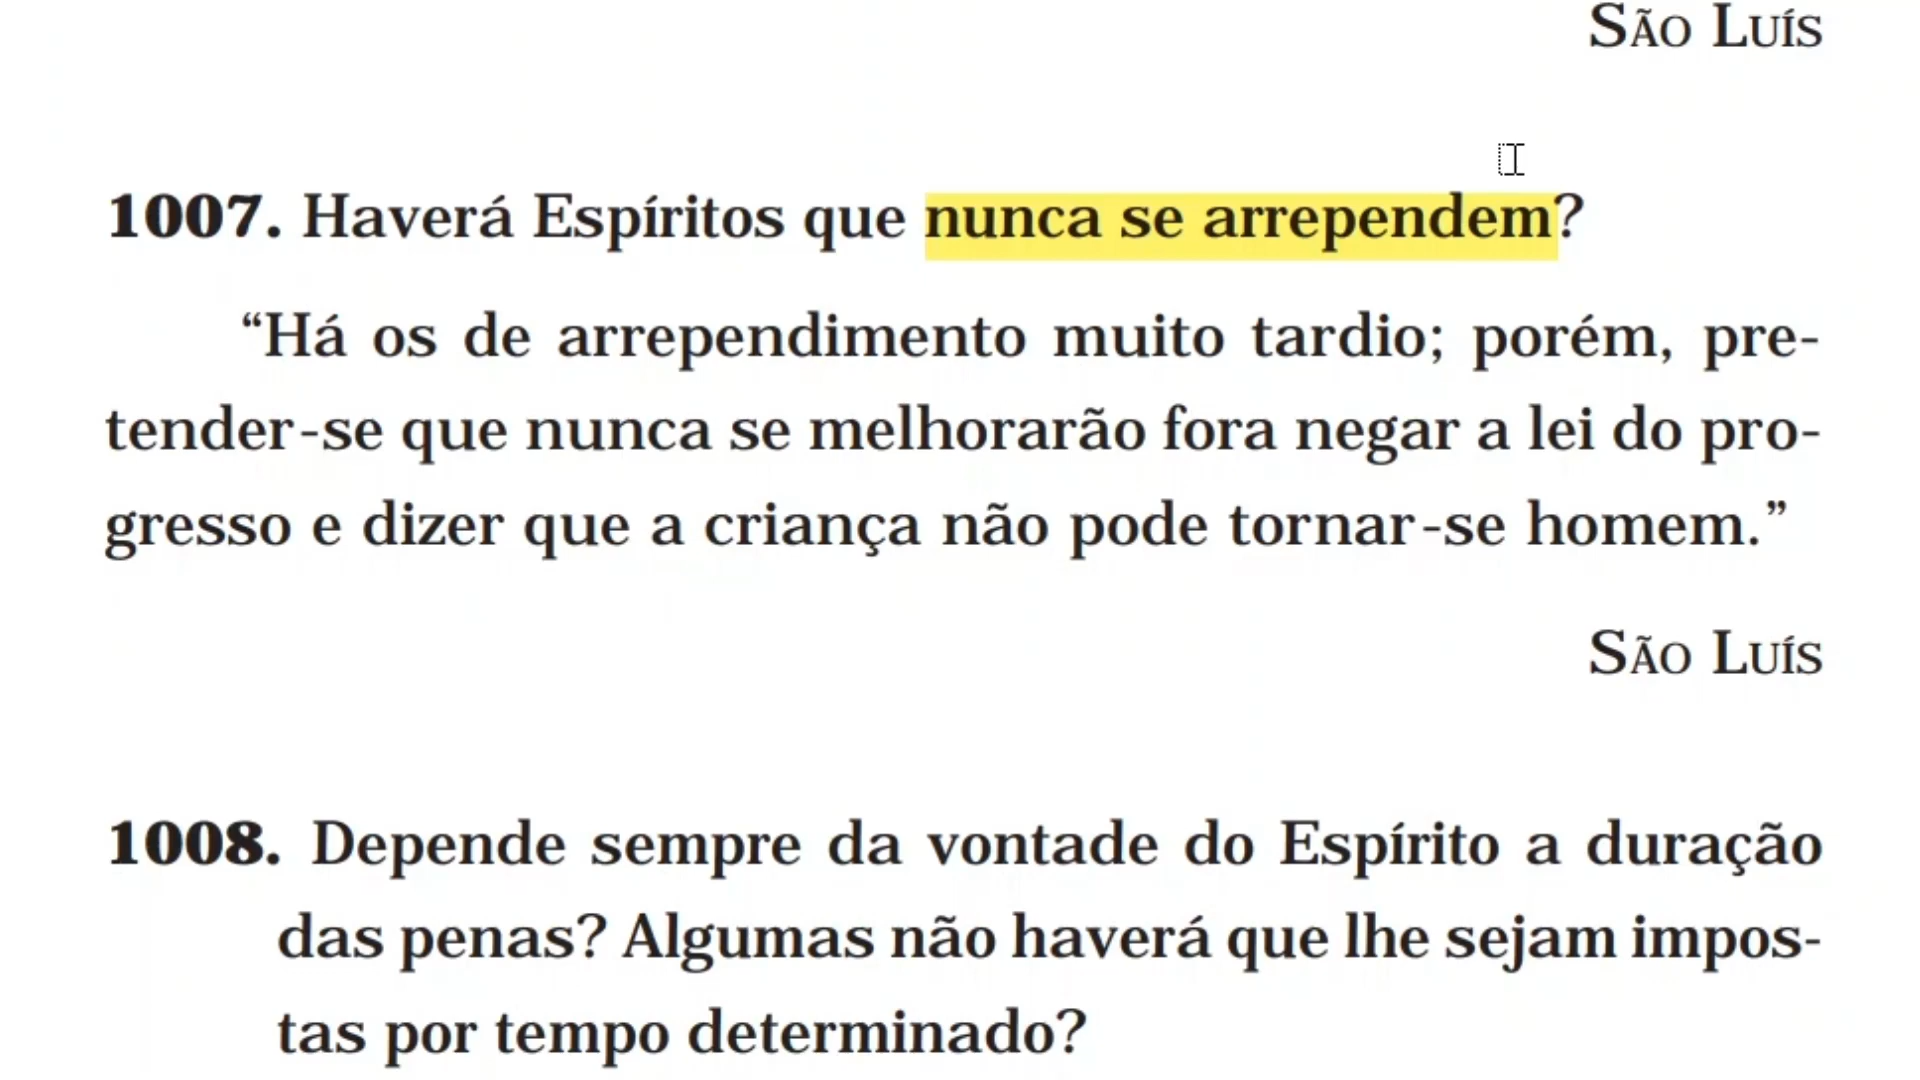 São Luís
1007. Haverá Espíritos que nunca se arrependem?
“Há os de arrependimento muito tardio; porém, pre-
tender-se que nunca se melhorarão fora negar a lei do pro-
gresso e dizer que a criança não pode tornar-se homem.”
São Luís
1008. Depende sempre da vontade do Espírito a duração
das penas? Algumas não haverá que lhe sejam impos-
tas por tempo determinado?